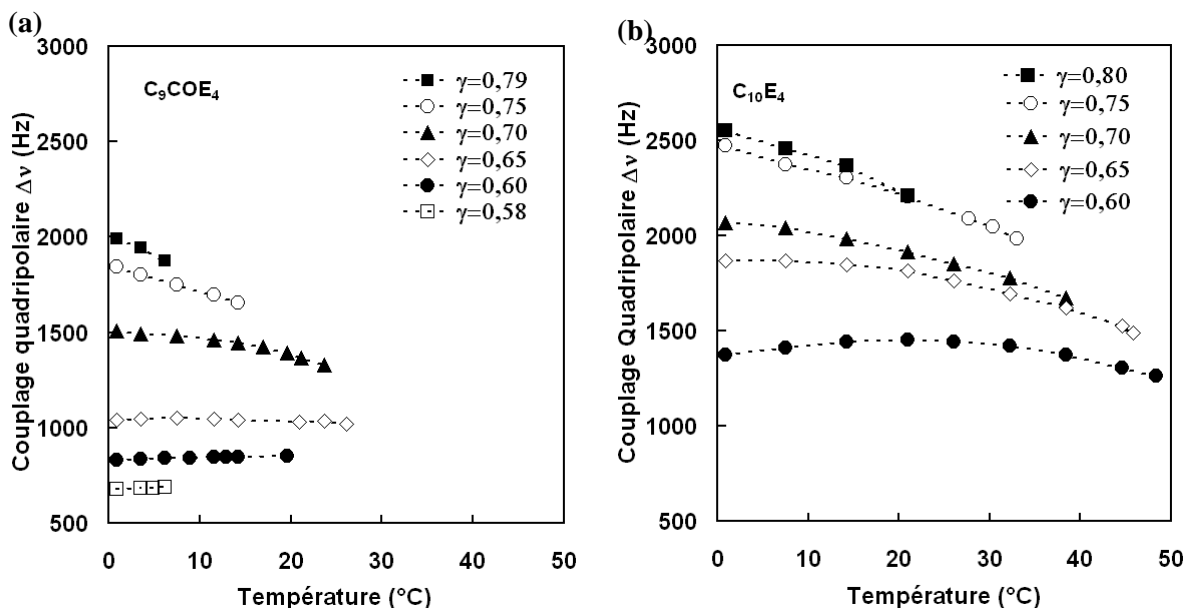 (a)
3000
2500
2000
1500
1000
500
0 10 20 30 40 50
Couplage quadripolaire Δν (Hz)
Température (°C)
C₉COE₄
γ=0,79
γ=0,75
γ=0,70
γ=0,65
γ=0,60
γ=0,58
(b)
3000
2500
2000
1500
1000
500
0 10 20 30 40 50
Couplage Quadripolaire Δν (Hz)
Température (°C)
C₁₀E₄
γ=0,80
γ=0,75
γ=0,70
γ=0,65
γ=0,60